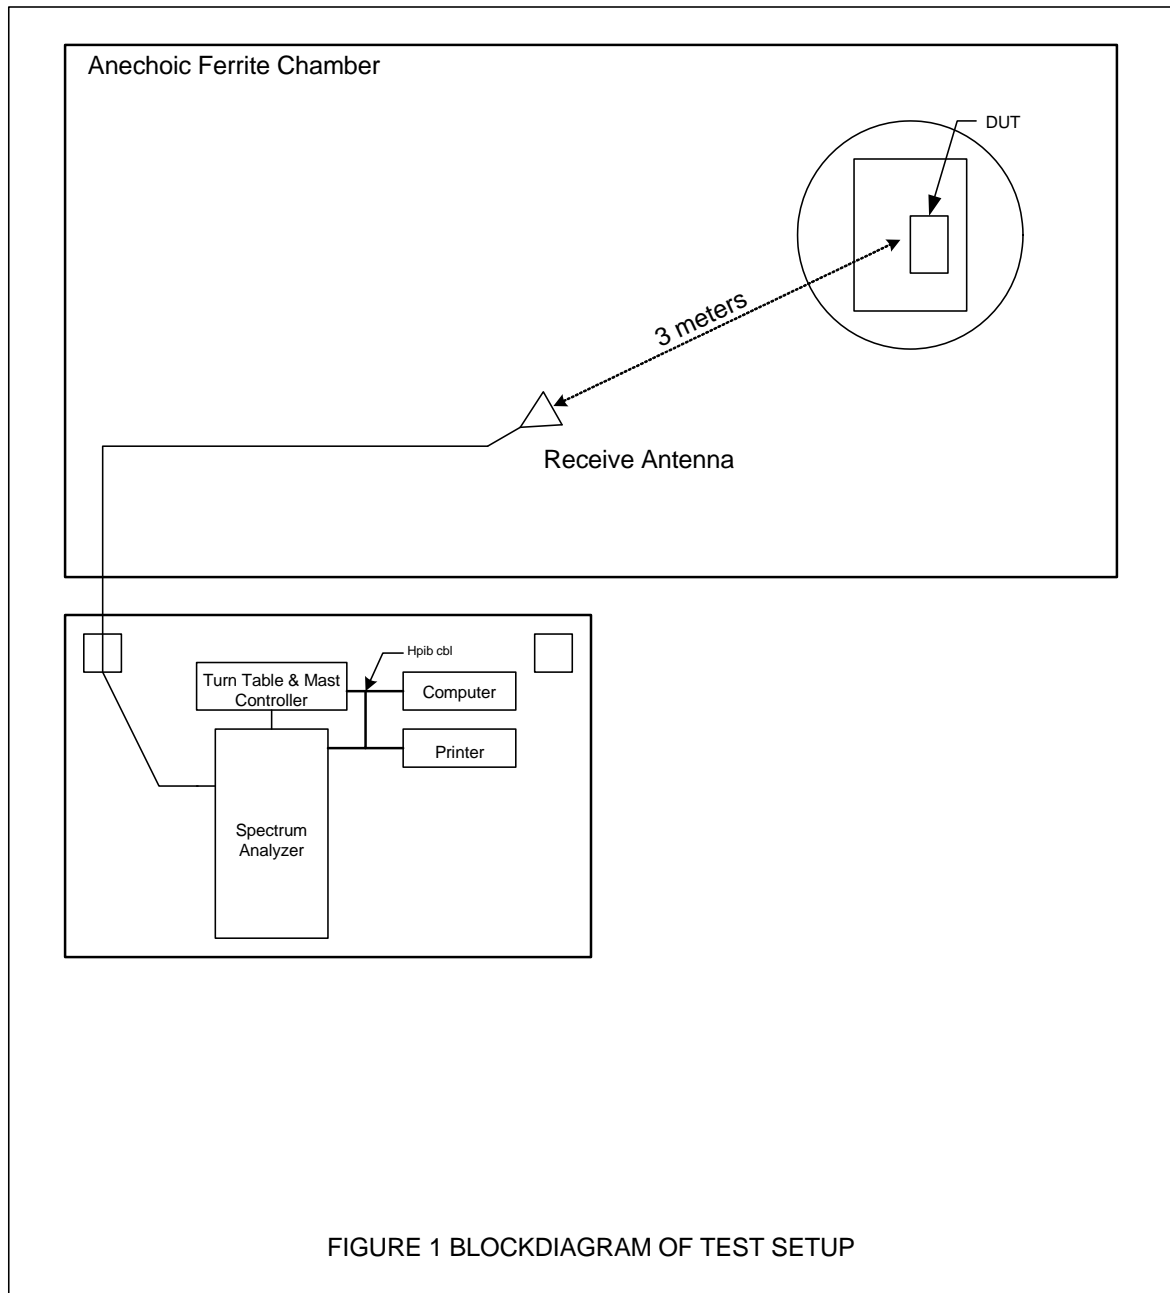 Anechoic Ferrite Chamber
DUT
3 meters
Receive Antenna
Hpib cbl
Turn Table & Mast
Controller
Computer
Printer
Spectrum
Analyzer
FIGURE 1 BLOCKDIAGRAM OF TEST SETUP